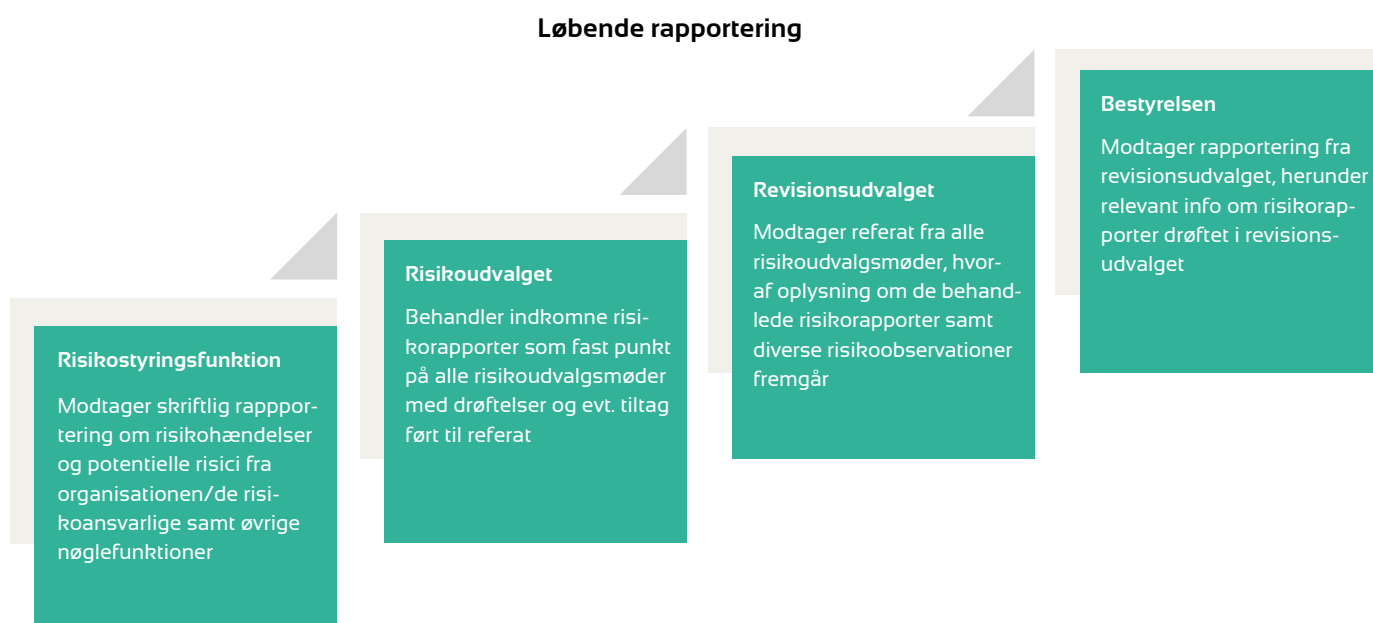 Løbende rapportering
Risikostyringsfunktion
Modtager skriftlig rapppor-
tering om risikohændelser
og potentielle risici fra
organisationen/de risi-
koansvarlige samt øvrige
nøglefunktioner
Risikoudvalget
Behandler indkomne risi-
korapporter som fast punkt
på alle risikoudvalgsmøder
med drøftelser og evt. tiltag
ført til referat
Revisionsudvalget
Modtager referat fra alle
risikoudvalgsmøder, hvor-
af oplysning om de behand-
lede risikorapporter samt
diverse risikoobservationer
fremgår
Bestyrelsen
Modtager rapportering fra
revisionsudvalget, herunder
relevant info om risikorap-
porter drøftet i revisions-
udvalget